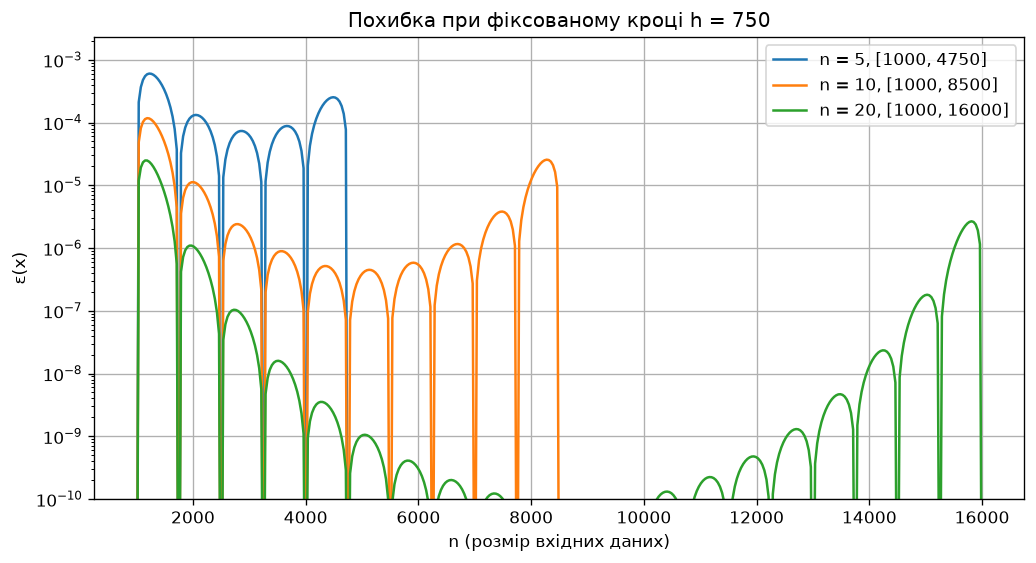 Похибка при фіксованому кроці h = 750
n = 5, [1000, 4750]
n = 10, [1000, 8500]
n = 20, [1000, 16000]
ε(x)
10⁻³
10⁻⁴
10⁻⁵
10⁻⁶
10⁻⁷
10⁻⁸
10⁻⁹
10⁻¹⁰
2000 4000 6000 8000 10000 12000 14000 16000
n (розмір вхідних даних)